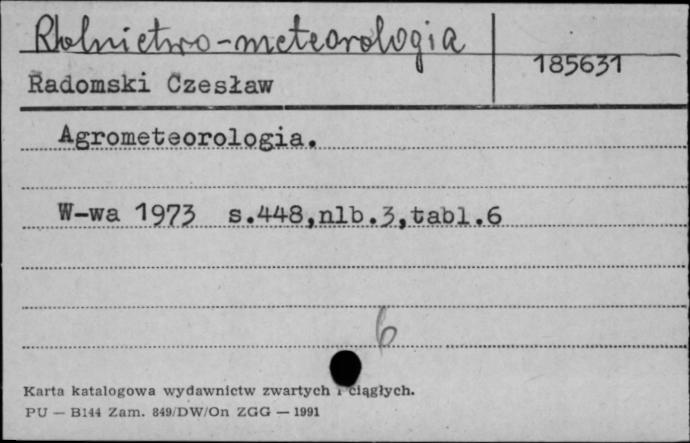 Rolnictwo-meteorologia
185631
Radomski Czesław
Agrometeorologia.
W-wa 1973 s.448,nlb.3,tabl.6
6
Karta katalogowa wydawnictw zwartych i ciągłych.
PU — B144 Zam. 849/DW/On ZGG — 1991